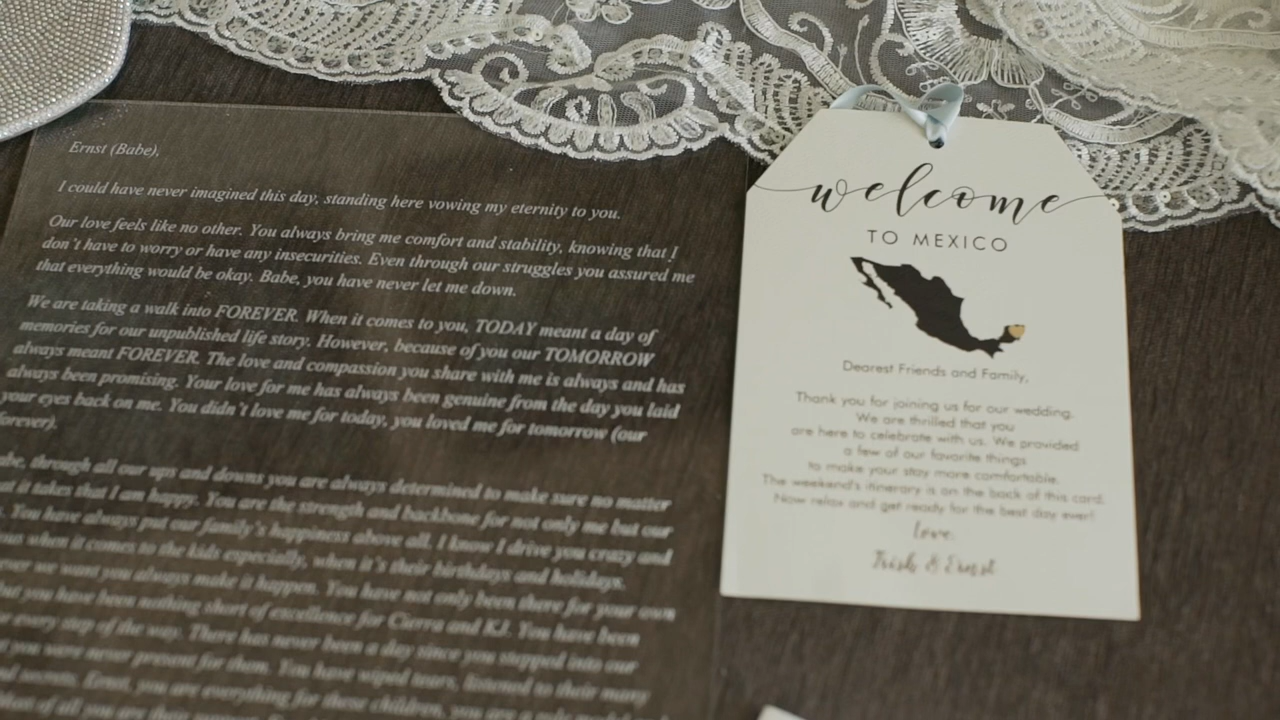 Ernst (Babe),
I could have never imagined this day, standing here vowing my eternity to you.
Our love feels like no other. You always bring me comfort and stability, knowing that I
don't have to worry or have any insecurities. Even through our struggles you assured me
that everything would be okay. Babe, you have never let me down.
We are taking a walk into FOREVER. When it comes to you, TODAY meant a day of
memories for our unpublished life story. However, because of you our TOMORROW
always meant FOREVER. The love and compassion you share with me is always and has
always been promising. Your love for me has always been genuine from the day you laid
your eyes back on me. You didn't love me for today, you loved me for tomorrow (our
forever).
through all our ups and downs you are always determined to make sure no matter
it takes that I am happy. You are the strength and backbone for not only me but our
You have always put our family's happiness above all. I know I drive you crazy and
when it comes to the kids especially, when it's their birthdays and holidays.
we want you always make it happen. You have not only been there for your own
you have been nothing short of excellence for Cierra and KJ. You have been
every step of the way. There has never been a day since you stepped into our
you were never present for them. You have wiped tears, listened to their many
Ernst, you are everything for those children, you are a
welcome
TO MEXICO
Dearest Friends and Family,
Thank you for joining us for our wedding.
We are thrilled that you
are here to celebrate with us. We provided
a few of our favorite things
to make your stay more comfortable.
The weekend's itinerary is on the back of this card.
Now relax and get ready for the best day ever!
love,
Trish & Ernst